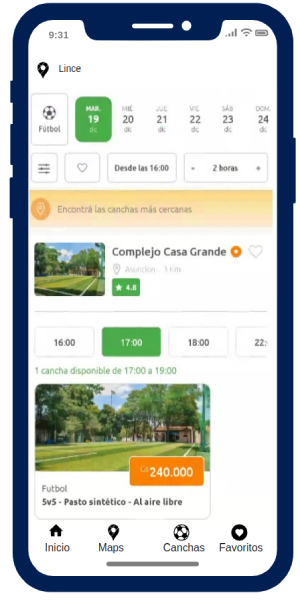 9:31
Lince
Fútbol
MAR. MIÉ. JUE. VIE. SÁB. DOM.
19 20 21 22 23 24
dic dic dic dic dic dic
Desde las 16:00 - 2 horas +
Encontrá las canchas más cercanas
Complejo Casa Grande
Asuncion 1 Km
4.8
16:00 17:00 18:00 22:
1 cancha disponible de 17:00 a 19:00
Gs 240.000
Futbol
5v5 - Pasto sintético - Al aire libre
Inicio Maps Canchas Favoritos